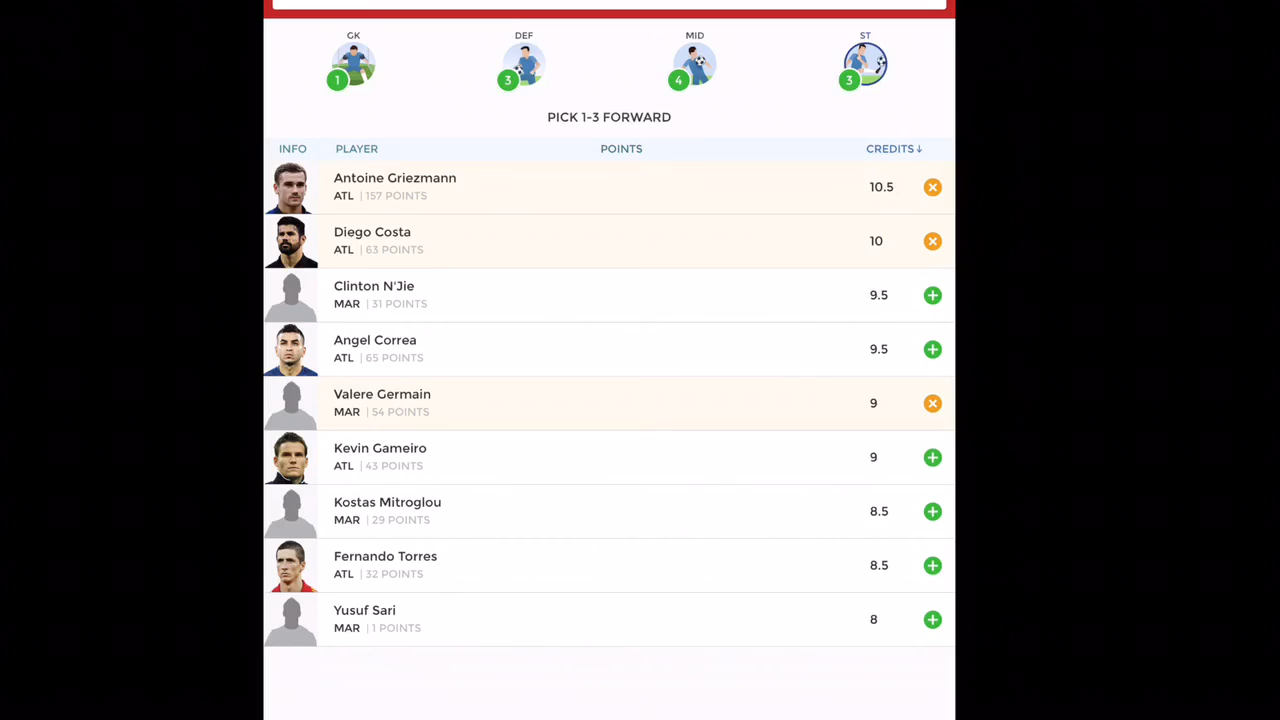 GK DEF MID ST
1 3 4 3
PICK 1-3 FORWARD
INFO PLAYER POINTS CREDITS↓
Antoine Griezmann 10.5
ATL | 157 POINTS
Diego Costa 10
ATL | 63 POINTS
Clinton N'Jie 9.5
MAR | 31 POINTS
Angel Correa 9.5
ATL | 65 POINTS
Valere Germain 9
MAR | 54 POINTS
Kevin Gameiro 9
ATL | 43 POINTS
Kostas Mitroglou 8.5
MAR | 29 POINTS
Fernando Torres 8.5
ATL | 32 POINTS
Yusuf Sari 8
MAR | 1 POINTS